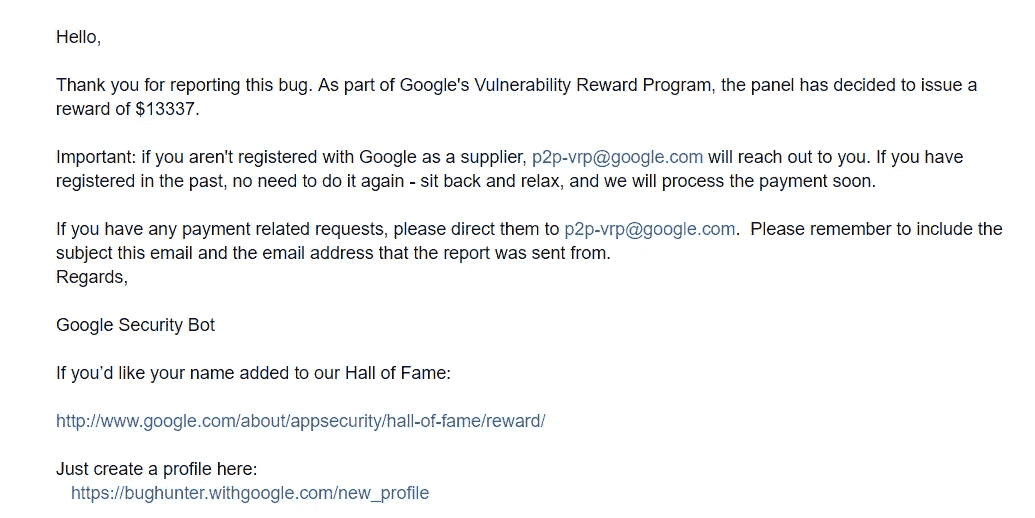 Hello,
Thank you for reporting this bug. As part of Google's Vulnerability Reward Program, the panel has decided to issue a
reward of $13337.
Important: if you aren't registered with Google as a supplier, p2p-vrp@google.com will reach out to you. If you have
registered in the past, no need to do it again - sit back and relax, and we will process the payment soon.
If you have any payment related requests, please direct them to p2p-vrp@google.com.  Please remember to include the
subject this email and the email address that the report was sent from.
Regards,
Google Security Bot
If you’d like your name added to our Hall of Fame:
http://www.google.com/about/appsecurity/hall-of-fame/reward/
Just create a profile here:
https://bughunter.withgoogle.com/new_profile